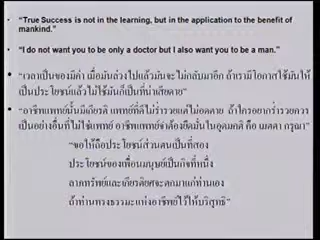 • “True Success is not in the learning, but in the application to the benefit of
mankind.”
• “I do not want you to be only a doctor but I also want you to be a man.”
• “เวลาเป็นของมีค่า เมื่อมันล่วงไปแล้วมันจะไม่กลับมาอีก ถ้าเรามีโอกาสใช้มันให้
เป็นประโยชน์แล้วไม่ใช้มันก็เป็นที่น่าเสียดาย”
• “อาชีพแพทย์นั้นมีเกียรติ แพทย์ที่ดีไม่ร่ำรวยแต่ไม่อดตาย ถ้าใครอยากร่ำรวยควร
เป็นอย่างอื่นที่ไม่ใช่แพทย์ อาชีพแพทย์จำต้องยึดมั่นในอุดมคติ คือ เมตตา กรุณา”
“ขอให้ถือประโยชน์ส่วนตนเป็นที่สอง
ประโยชน์ของเพื่อนมนุษย์เป็นกิจที่หนึ่ง
ลาภทรัพย์และเกียรติยศจะตกมาแก่ท่านเอง
ถ้าท่านทรงธรรมะแห่งอาชีพไว้ให้บริสุทธิ์”